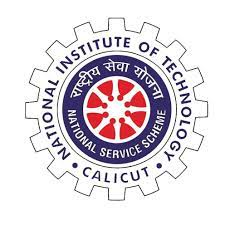 NATIONAL INSTITUTE OF TECHNOLOGY
• CALICUT •
राष्ट्रीय सेवा योजना
NATIONAL SERVICE SCHEME